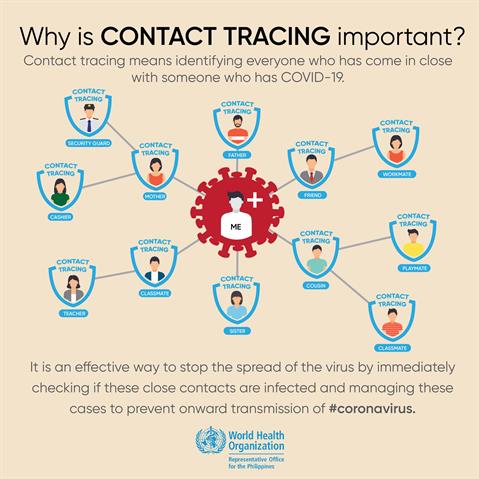 Why is CONTACT TRACING important?
Contact tracing means identifying everyone who has come in close
with someone who has COVID-19.
CONTACT
TRACING
SECURITY GUARD
CONTACT
TRACING
FATHER
CONTACT
TRACING
WORKMATE
CONTACT
TRACING
CASHIER
CONTACT
TRACING
MOTHER
CONTACT
TRACING
FRIEND
ME
CONTACT
TRACING
TEACHER
CONTACT
TRACING
CLASSMATE
CONTACT
TRACING
SISTER
CONTACT
TRACING
COUSIN
CONTACT
TRACING
PLAYMATE
CONTACT
TRACING
CLASSMATE
It is an effective way to stop the spread of the virus by immediately
checking if these close contacts are infected and managing these
cases to prevent onward transmission of #coronavirus.
World Health
Organization
Representative Office
for the Philippines